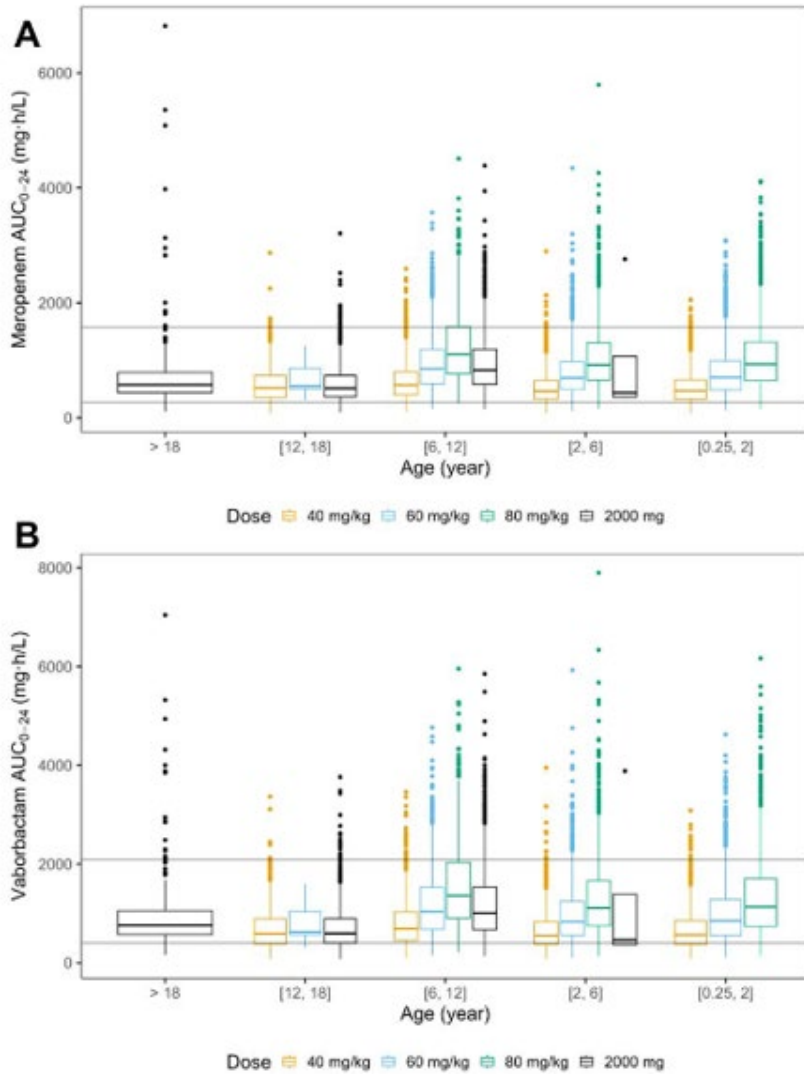 A
Meropenem AUC0−24 (mg·h/L)
6000
4000
2000
0
> 18
[12, 18]
[6, 12]
[2, 6]
[0.25, 2]
Age (year)
Dose 40 mg/kg 60 mg/kg 80 mg/kg 2000 mg
B
Vaborbactam AUC0−24 (mg·h/L)
8000
6000
4000
2000
0
> 18
[12, 18]
[6, 12]
[2, 6]
[0.25, 2]
Age (year)
Dose 40 mg/kg 60 mg/kg 80 mg/kg 2000 mg